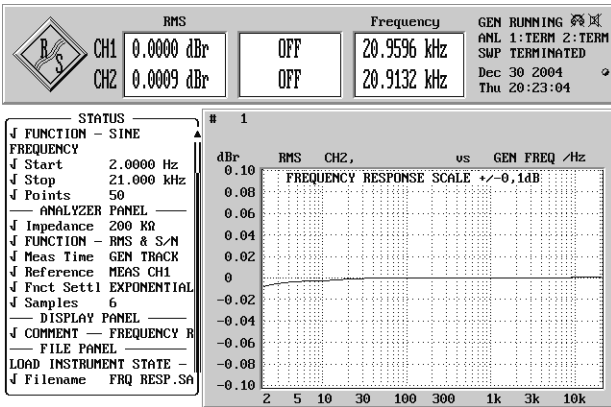 RMS
Frequency
GEN RUNNING
R
S
CH1 0.0000 dBr OFF 20.9596 kHz
ANL 1:TERM 2:TERM
SWP TERMINATED
CH2 0.0009 dBr OFF 20.9132 kHz
Dec 30 2004
Thu 20:23:04
STATUS
√ FUNCTION - SINE
FREQUENCY
√ Start 2.0000 Hz
√ Stop 21.000 kHz
√ Points 50
ANALYZER PANEL
√ Impedance 200 KΩ
√ FUNCTION - RMS & S/N
√ Meas Time GEN TRACK
√ Reference MEAS CH1
√ Fnct Settl EXPONENTIAL
√ Samples 6
DISPLAY PANEL
√ COMMENT — FREQUENCY R
FILE PANEL
LOAD INSTRUMENT STATE -
√ Filename FRQ RESP.SA
# 1
dBr RMS CH2, vs GEN FREQ /Hz
FREQUENCY RESPONSE SCALE +/-0,1dB
0.10
0.08
0.06
0.04
0.02
0
-0.02
-0.04
-0.06
-0.08
-0.10
2 5 10 30 100 300 1k 3k 10k